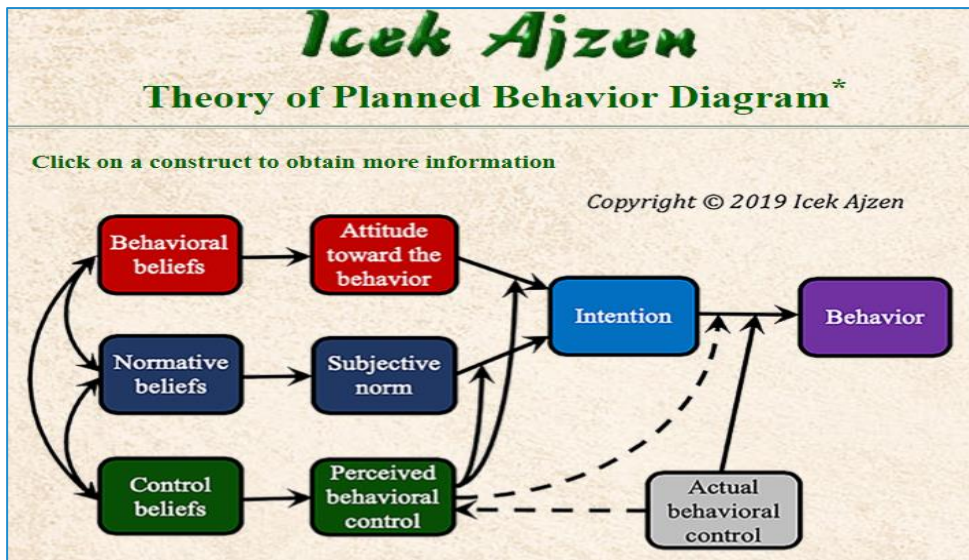 Icek Ajzen
Theory of Planned Behavior Diagram*
Click on a construct to obtain more information
Copyright © 2019 Icek Ajzen
Behavioral
beliefs
Attitude
toward the
behavior
Intention
Behavior
Normative
beliefs
Subjective
norm
Control
beliefs
Perceived
behavioral
control
Actual
behavioral
control